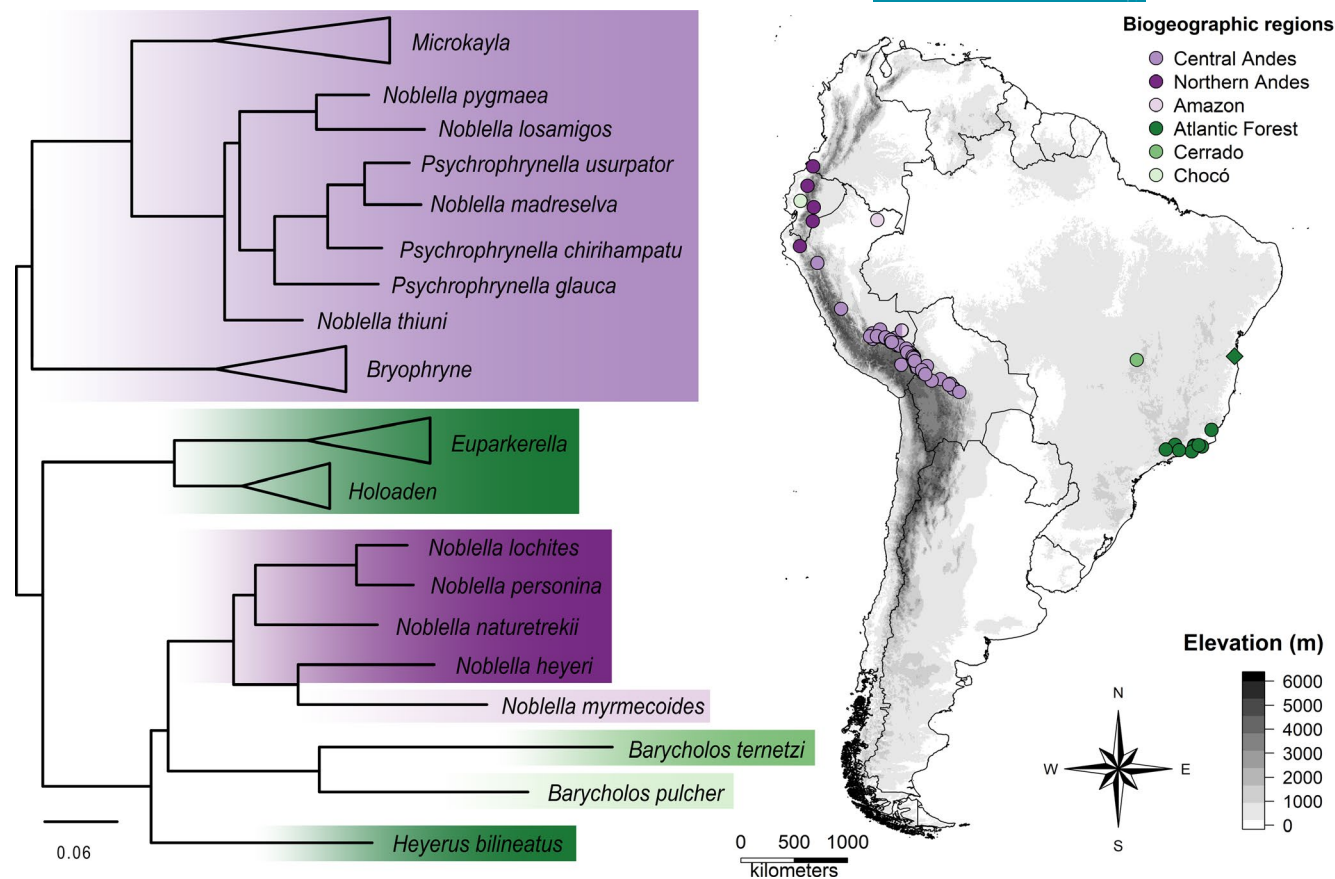 Microkayla
Noblella pygmaea
Noblella losamigos
Psychrophrynella usurpator
Noblella madreselva
Psychrophrynella chirihampatu
Psychrophrynella glauca
Noblella thiuni
Bryophryne
Euparkerella
Holoaden
Noblella lochites
Noblella personina
Noblella naturetrekii
Noblella heyeri
Noblella myrmecoides
Barycholos ternetzi
Barycholos pulcher
Heyerus bilineatus
0.06
Biogeographic regions
Central Andes
Northern Andes
Amazon
Atlantic Forest
Cerrado
Chocó
Elevation (m)
6000
5000
4000
3000
2000
1000
0
N
W E
S
0 500 1000
kilometers